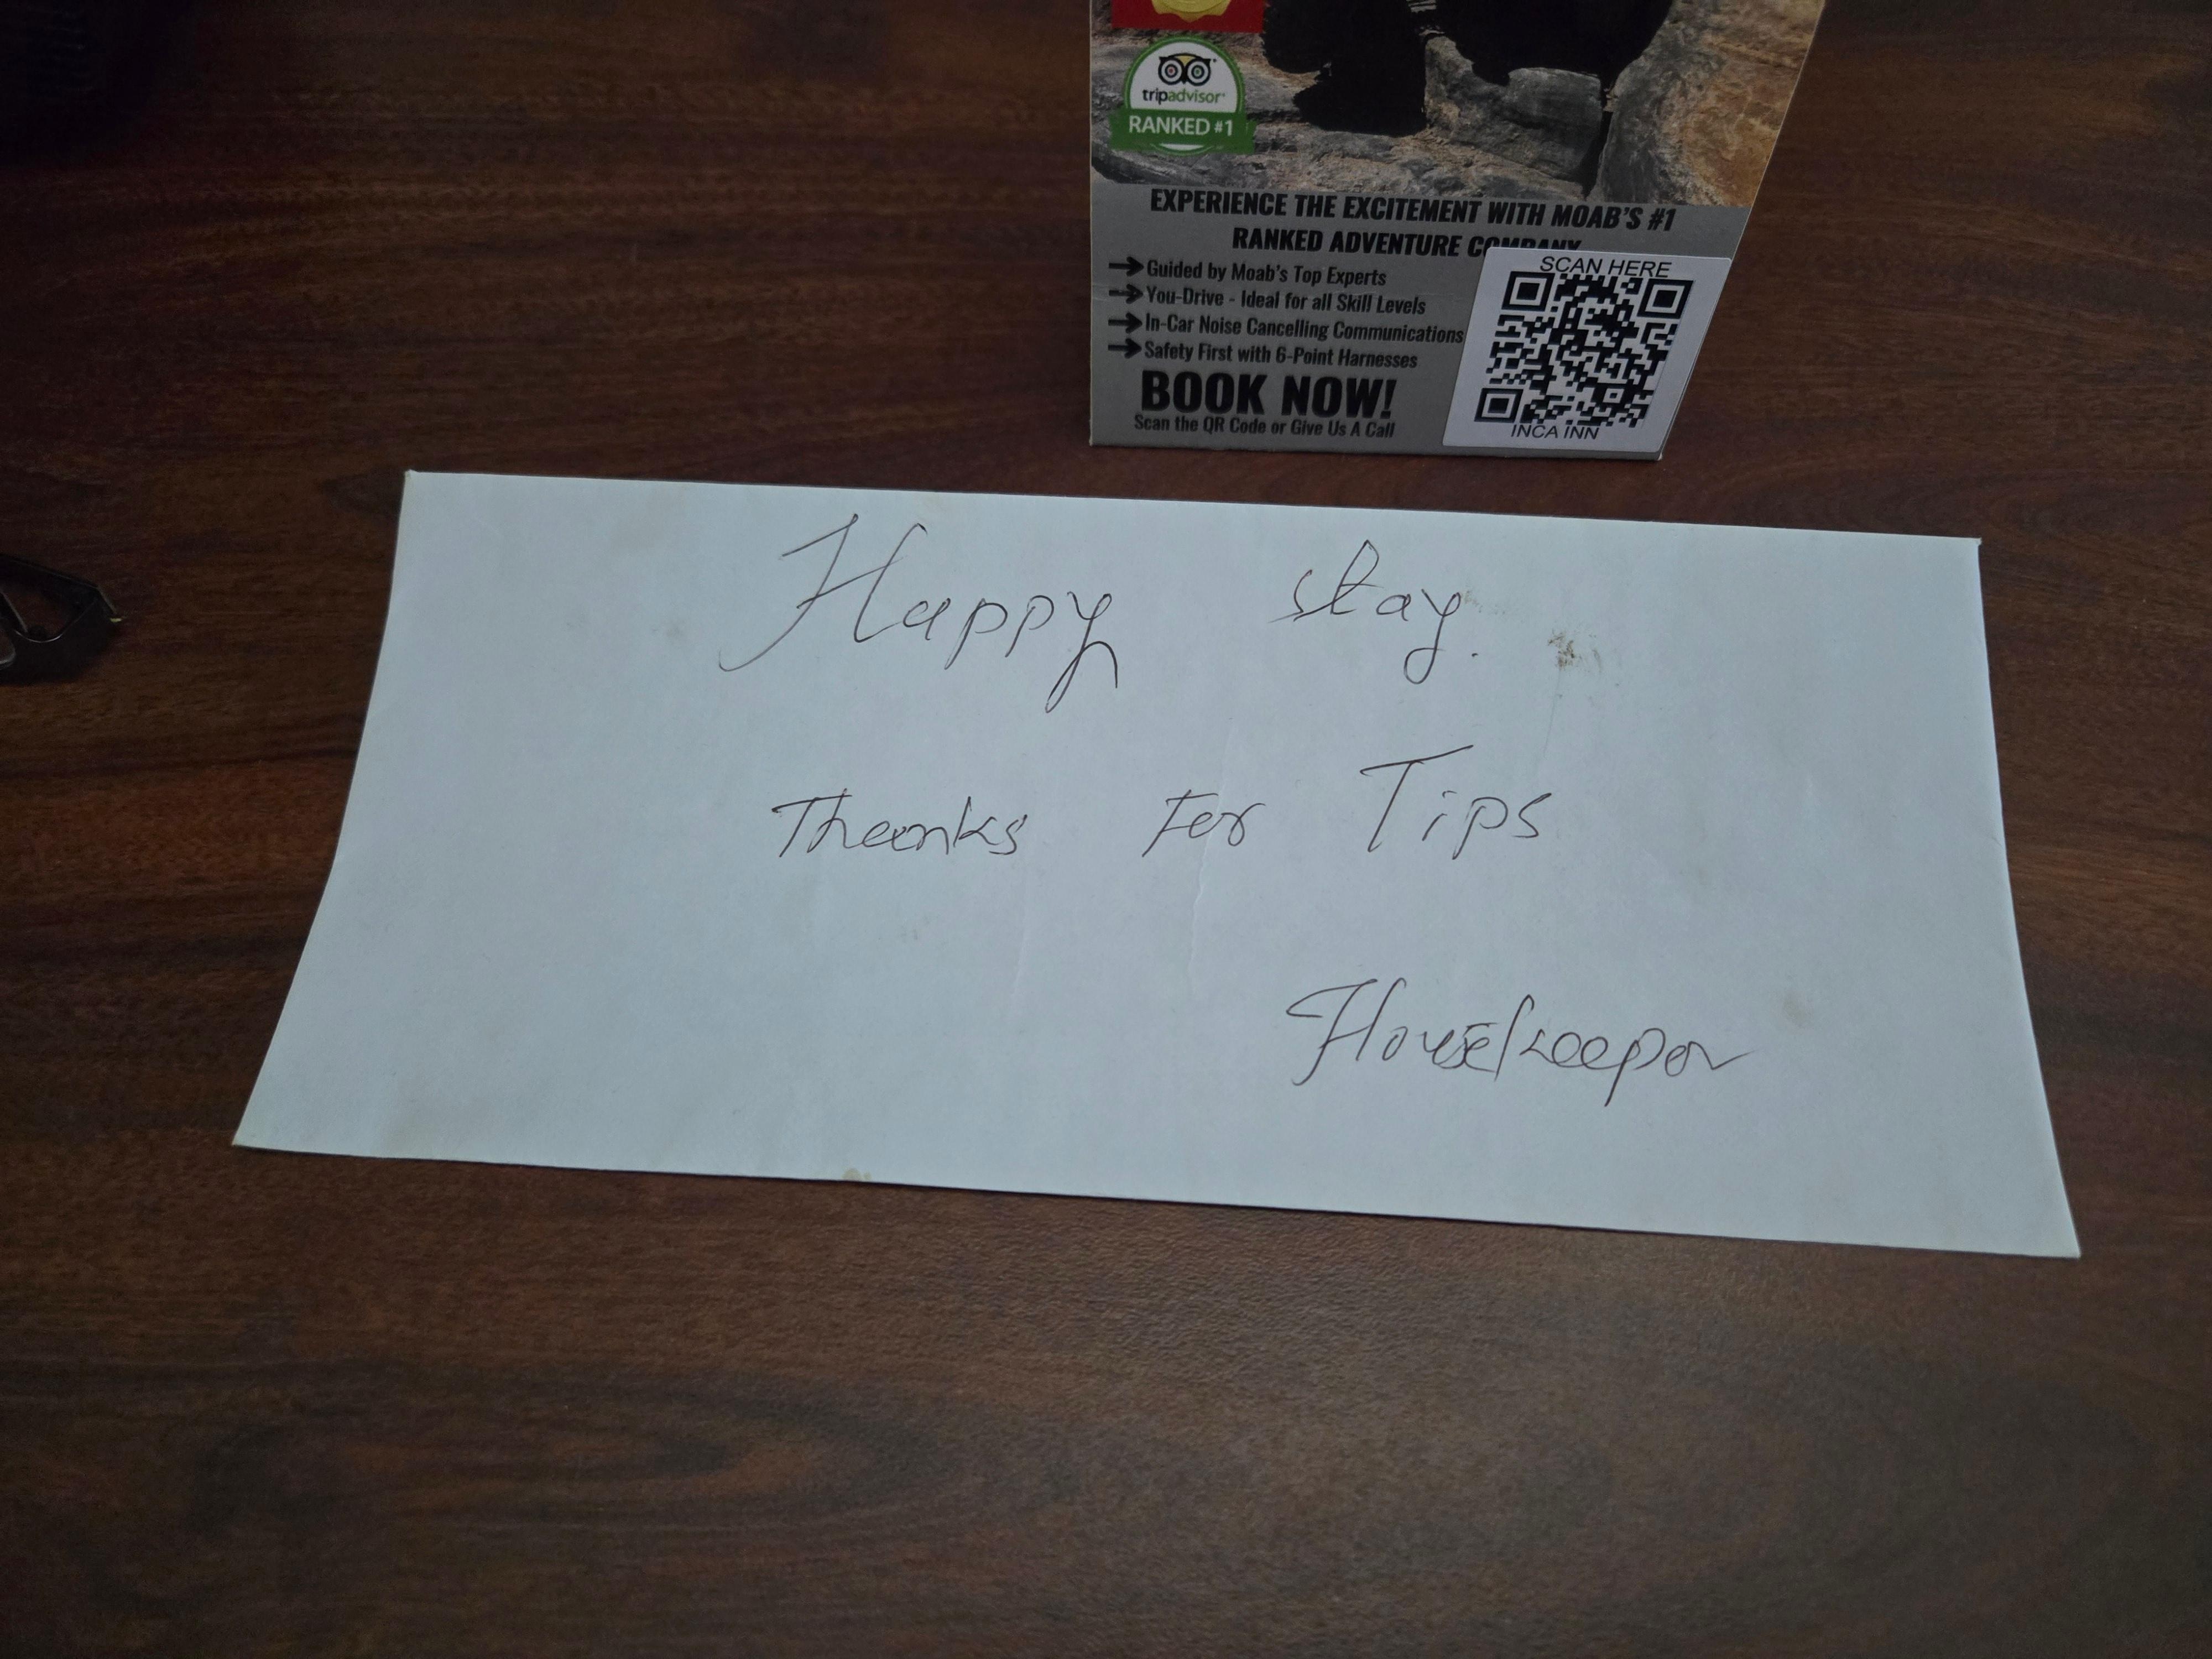 tripadvisor
RANKED #1
EXPERIENCE THE EXCITEMENT WITH MOAB'S #1
RANKED ADVENTURE COMPANY
Guided by Moab's Top Experts
You-Drive - Ideal for all Skill Levels
In-Car Noise Cancelling Communications
Safety First with 6-Point Harnesses
BOOK NOW!
Scan the QR Code or Give Us A Call
SCAN HERE
INCA INN
Happy stay.
Thanks For Tips
Housekeeper